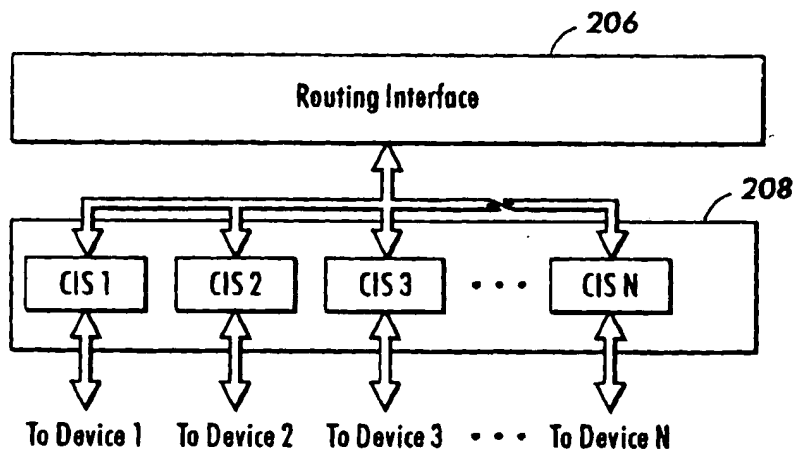 206
Routing Interface
208
CIS 1 CIS 2 CIS 3 • • • CIS N
To Device 1 To Device 2 To Device 3 • • • To Device N